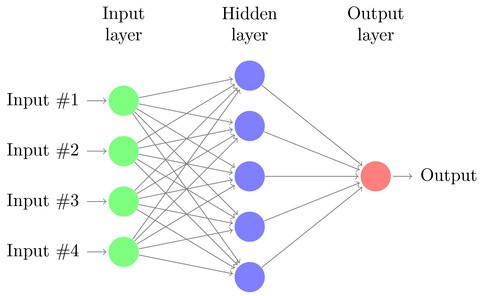 Input
layer
Hidden
layer
Output
layer
Input #1
Input #2
Input #3
Input #4
Output